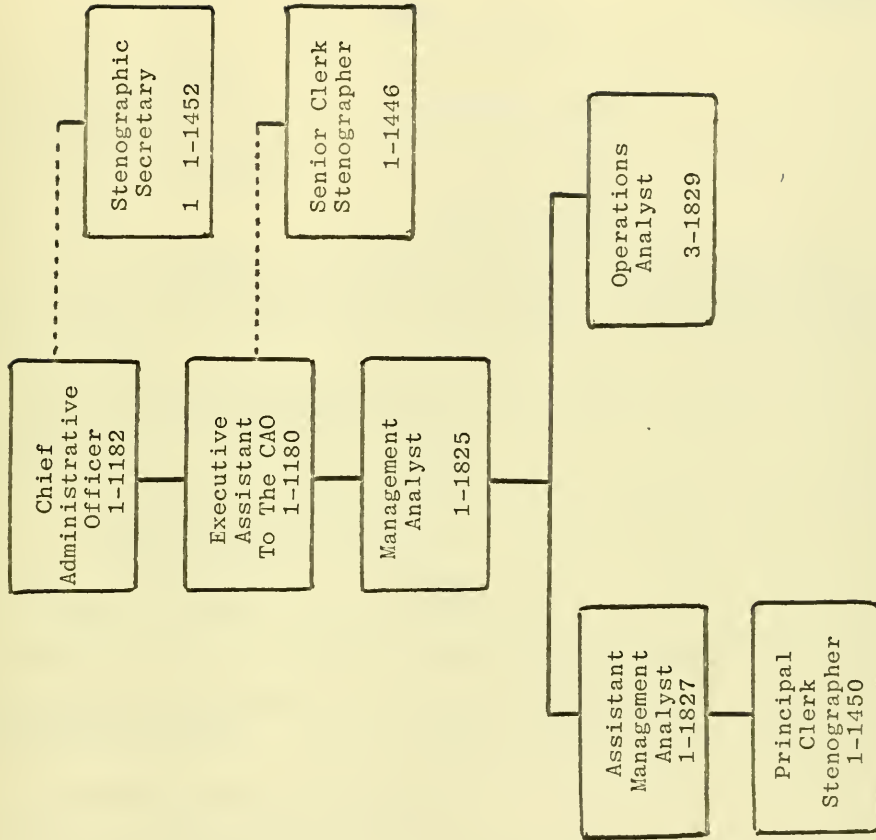 Chief
Administrative
Officer
1-1182
Stenographic
Secretary
1 1-1452
Executive
Assistant
To The CAO
1-1180
Senior Clerk
Stenographer
1-1446
Management
Analyst
1-1825
Assistant
Management
Analyst
1-1827
Operations
Analyst
3-1829
Principal
Clerk
Stenographer
1-1450